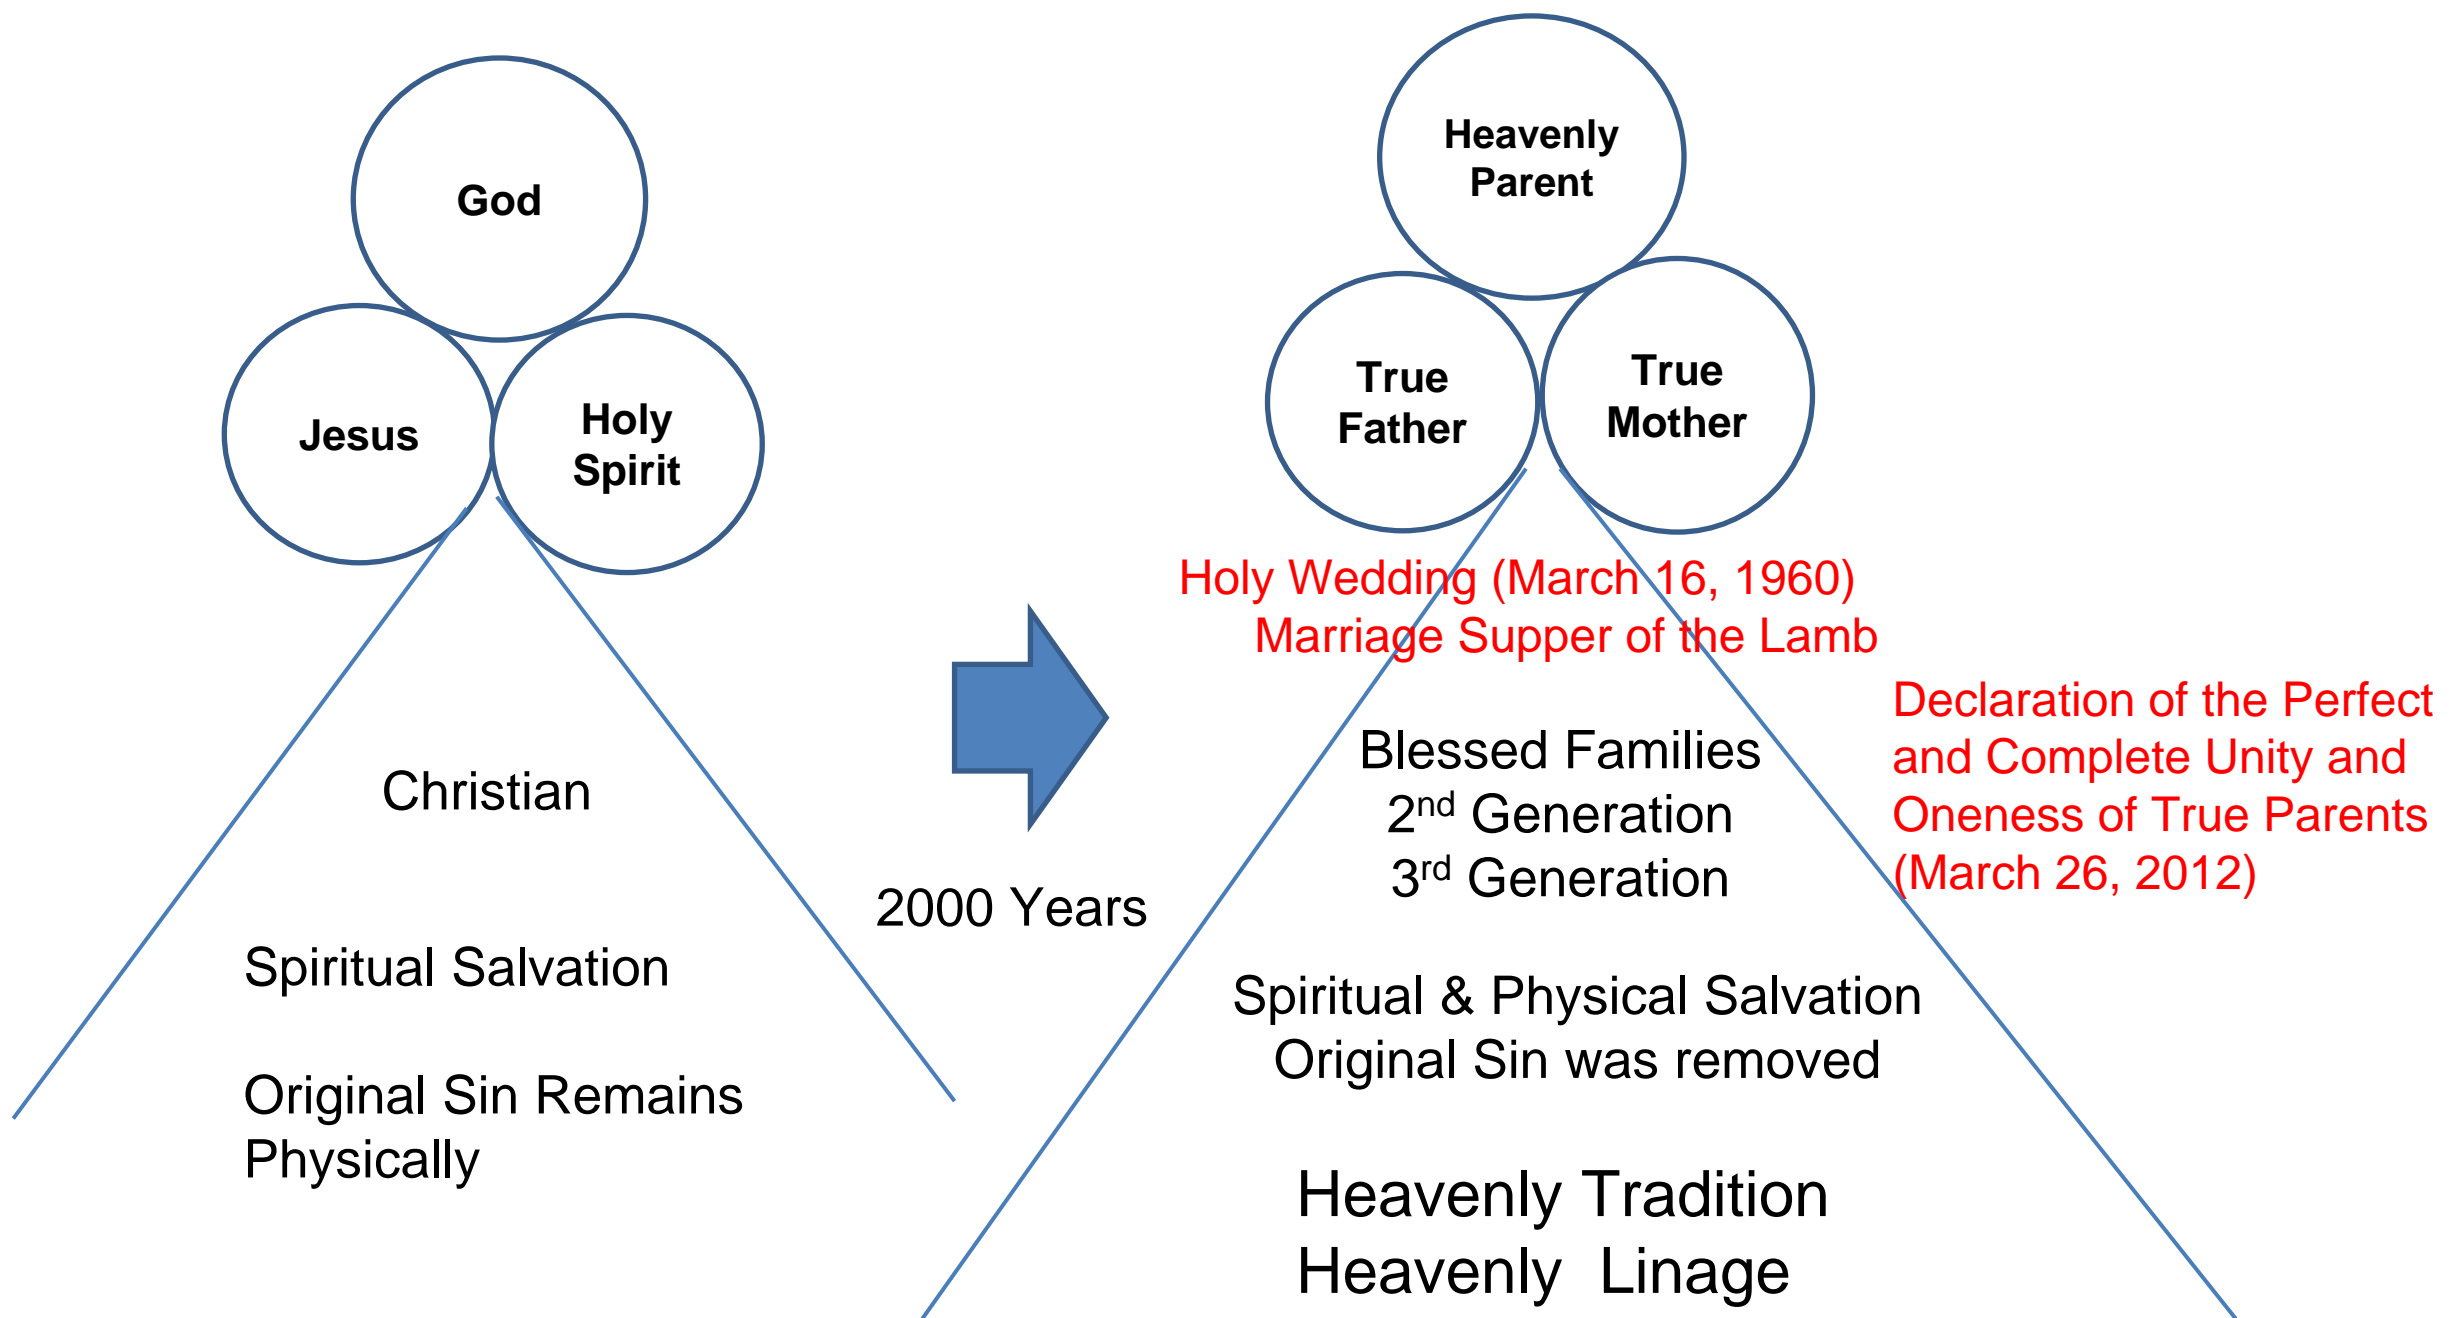 God
Jesus
Holy
Spirit
Christian
Spiritual Salvation
Original Sin Remains
Physically
2000 Years
Heavenly
Parent
True
Father
True
Mother
Holy Wedding (March 16, 1960)
Marriage Supper of the Lamb
Blessed Families
2nd Generation
3rd Generation
Spiritual & Physical Salvation
Original Sin was removed
Heavenly Tradition
Heavenly Linage
Declaration of the Perfect
and Complete Unity and
Oneness of True Parents
(March 26, 2012)